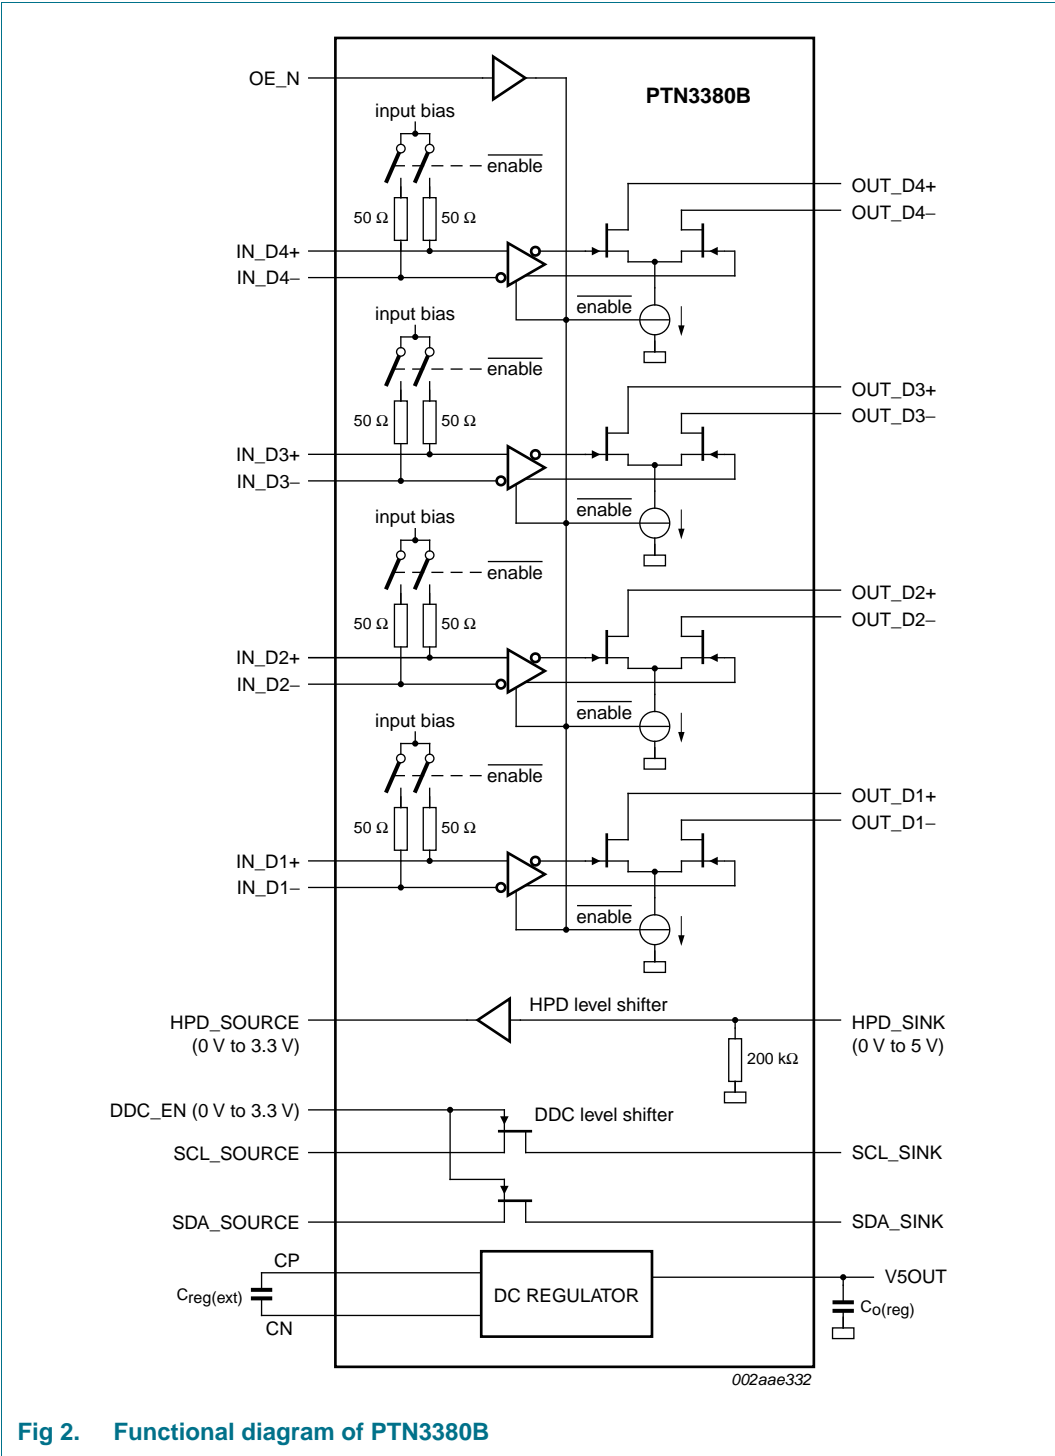 OE_N
PTN3380B
input bias
enable
OUT_D4+
OUT_D4−
50 Ω 50 Ω
IN_D4+
IN_D4−
enable
input bias
enable
OUT_D3+
OUT_D3−
50 Ω 50 Ω
IN_D3+
IN_D3−
enable
input bias
enable
OUT_D2+
OUT_D2−
50 Ω 50 Ω
IN_D2+
IN_D2−
enable
input bias
enable
OUT_D1+
OUT_D1−
50 Ω 50 Ω
IN_D1+
IN_D1−
enable
HPD level shifter
HPD_SOURCE
(0 V to 3.3 V)
HPD_SINK
(0 V to 5 V)
200 kΩ
DDC_EN (0 V to 3.3 V)
DDC level shifter
SCL_SOURCE
SCL_SINK
SDA_SOURCE
SDA_SINK
CP
Creg(ext)
CN
DC REGULATOR
V5OUT
Co(reg)
002aae332
Fig 2. Functional diagram of PTN3380B